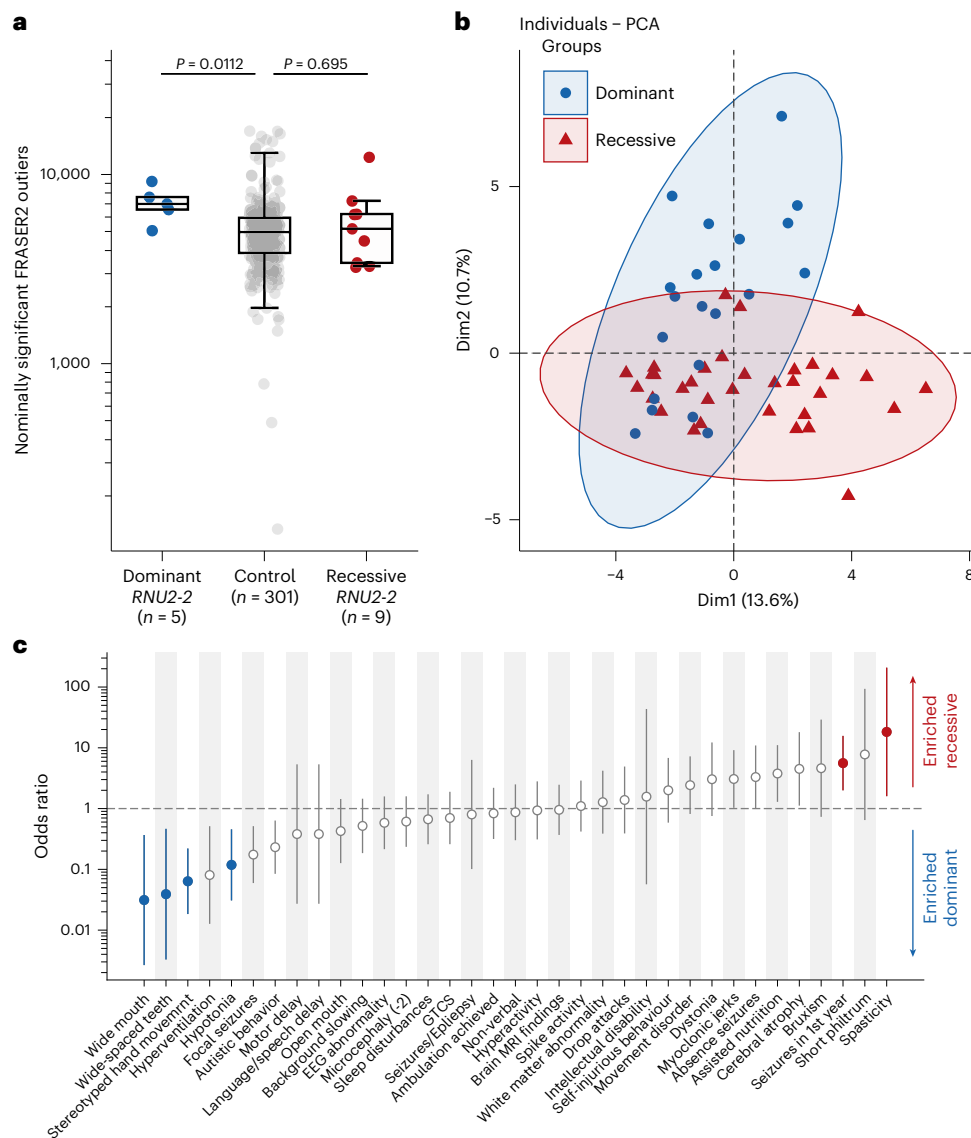 a
P = 0.0112
P = 0.695
Nominally significant FRASER2 outliers
10,000
1,000
Dominant
RNU2-2
(n = 5)
Control
(n = 301)
Recessive
RNU2-2
(n = 9)
b
Individuals – PCA
Groups
Dominant
Recessive
Dim2 (10.7%)
5
0
−5
−4
0
4
8
Dim1 (13.6%)
c
Odds ratio
100
10
1
0.1
0.01
Enriched
recessive
Enriched
dominant
Wide mouth
Wide-spaced teeth
Stereotyped hand movemrnt
Hyperventilation
Hypotonia
Focal seizures
Autistic behavior
Motor delay
Language/speech delay
Open mouth
Background slowing
EEG abnormality
Microcephaly (-2)
Sleep disturbances
GTCS
Seizures/Epilepsy
Ambulation achieved
Non-verbal
Hyperactivity
Brain MRI findings
Spike activity
White matter abnormality
Drop attacks
Intellectual disability
Self-injurious behaviour
Movement disorder
Dystonia
Myoclonic jerks
Absence seizures
Assisted nutriition
Cerebral atrophy
Bruxism
Seizures in 1st year
Short philtrum
Spasticity